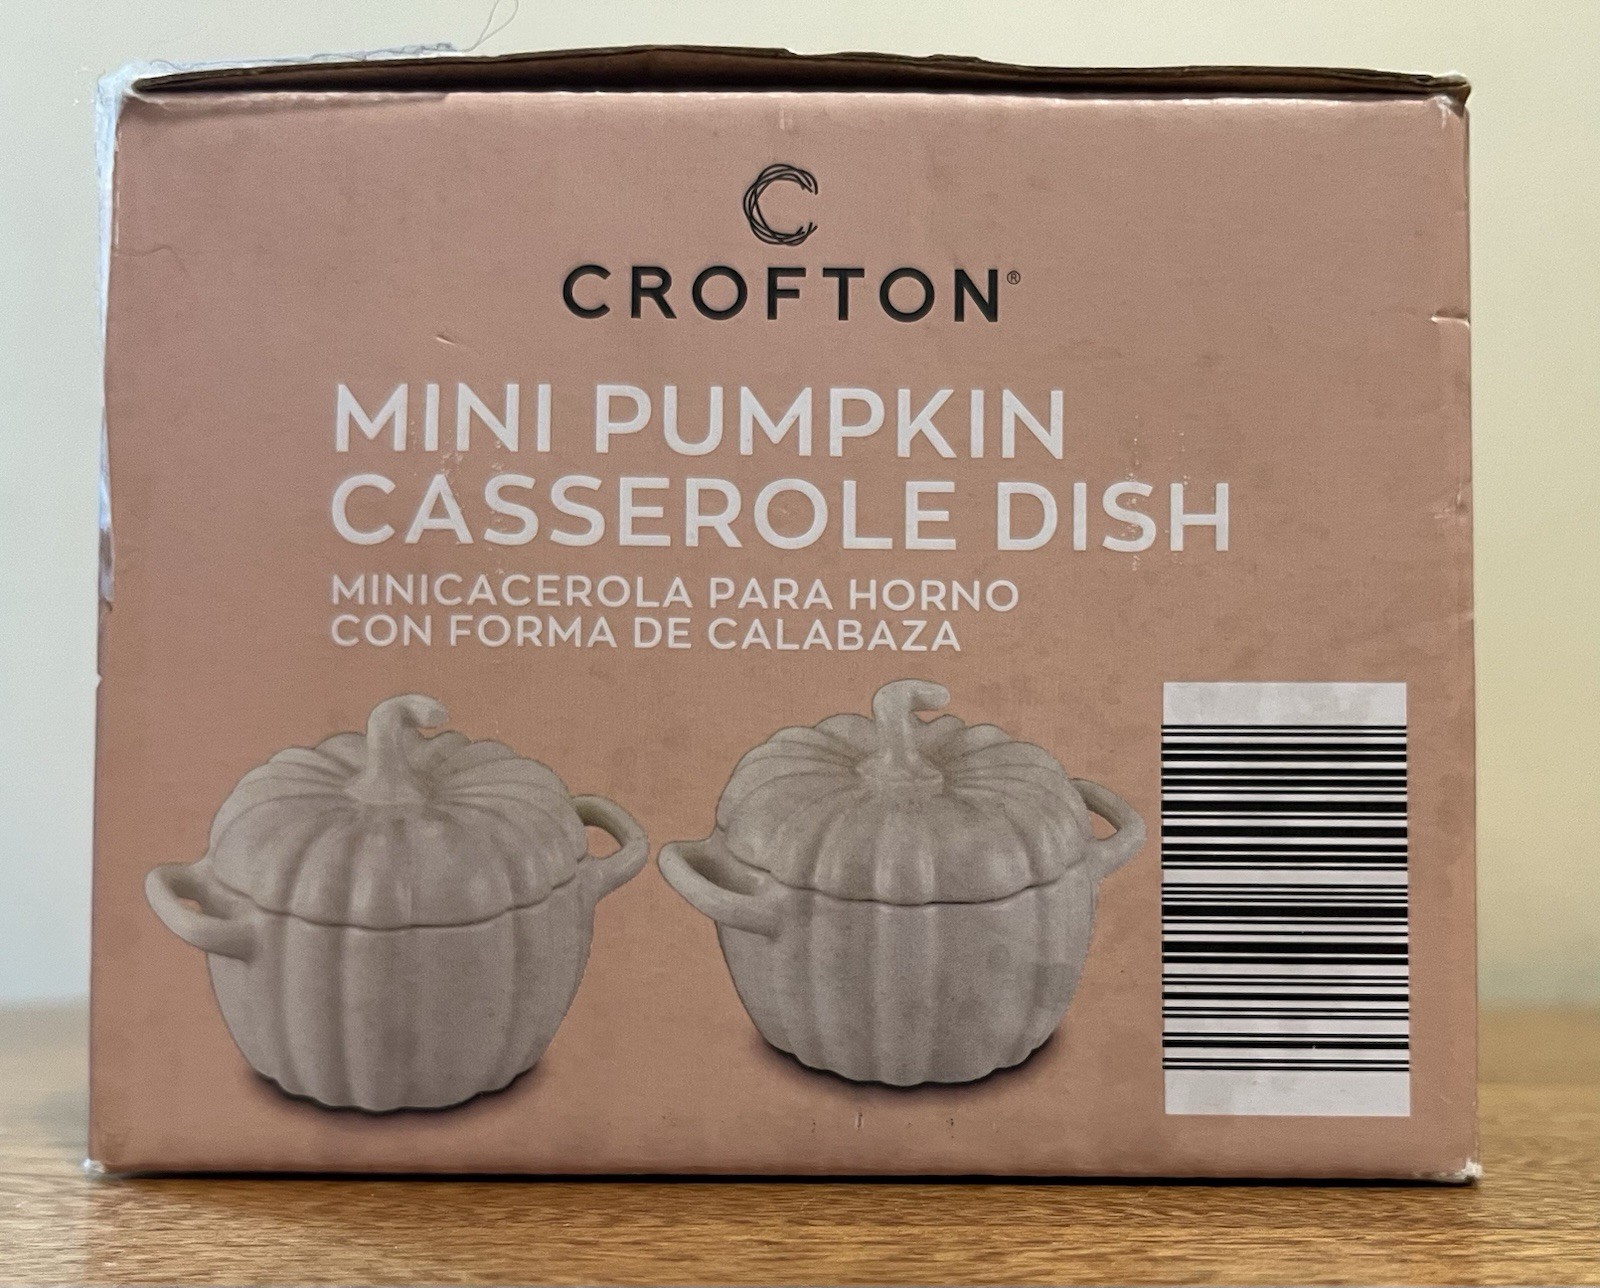 C
CROFTON®
MINI PUMPKIN
CASSEROLE DISH
MINICACEROLA PARA HORNO
CON FORMA DE CALABAZA